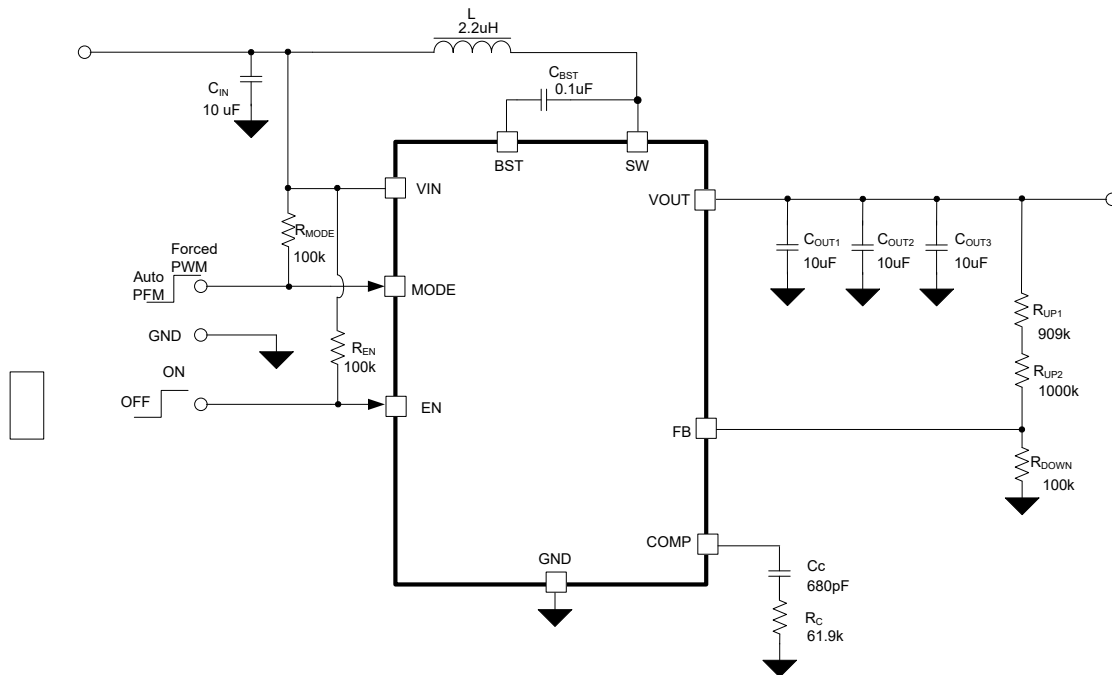 L
2.2uH
CBST
0.1uF
CIN
10 uF
BST
SW
VIN
VOUT
RMODE
100k
COUT1
10uF
COUT2
10uF
COUT3
10uF
Forced
PWM
Auto
PFM
MODE
RUP1
909k
GND
REN
100k
RUP2
1000k
ON
OFF
EN
FB
RDOWN
100k
COMP
GND
Cc
680pF
RC
61.9k